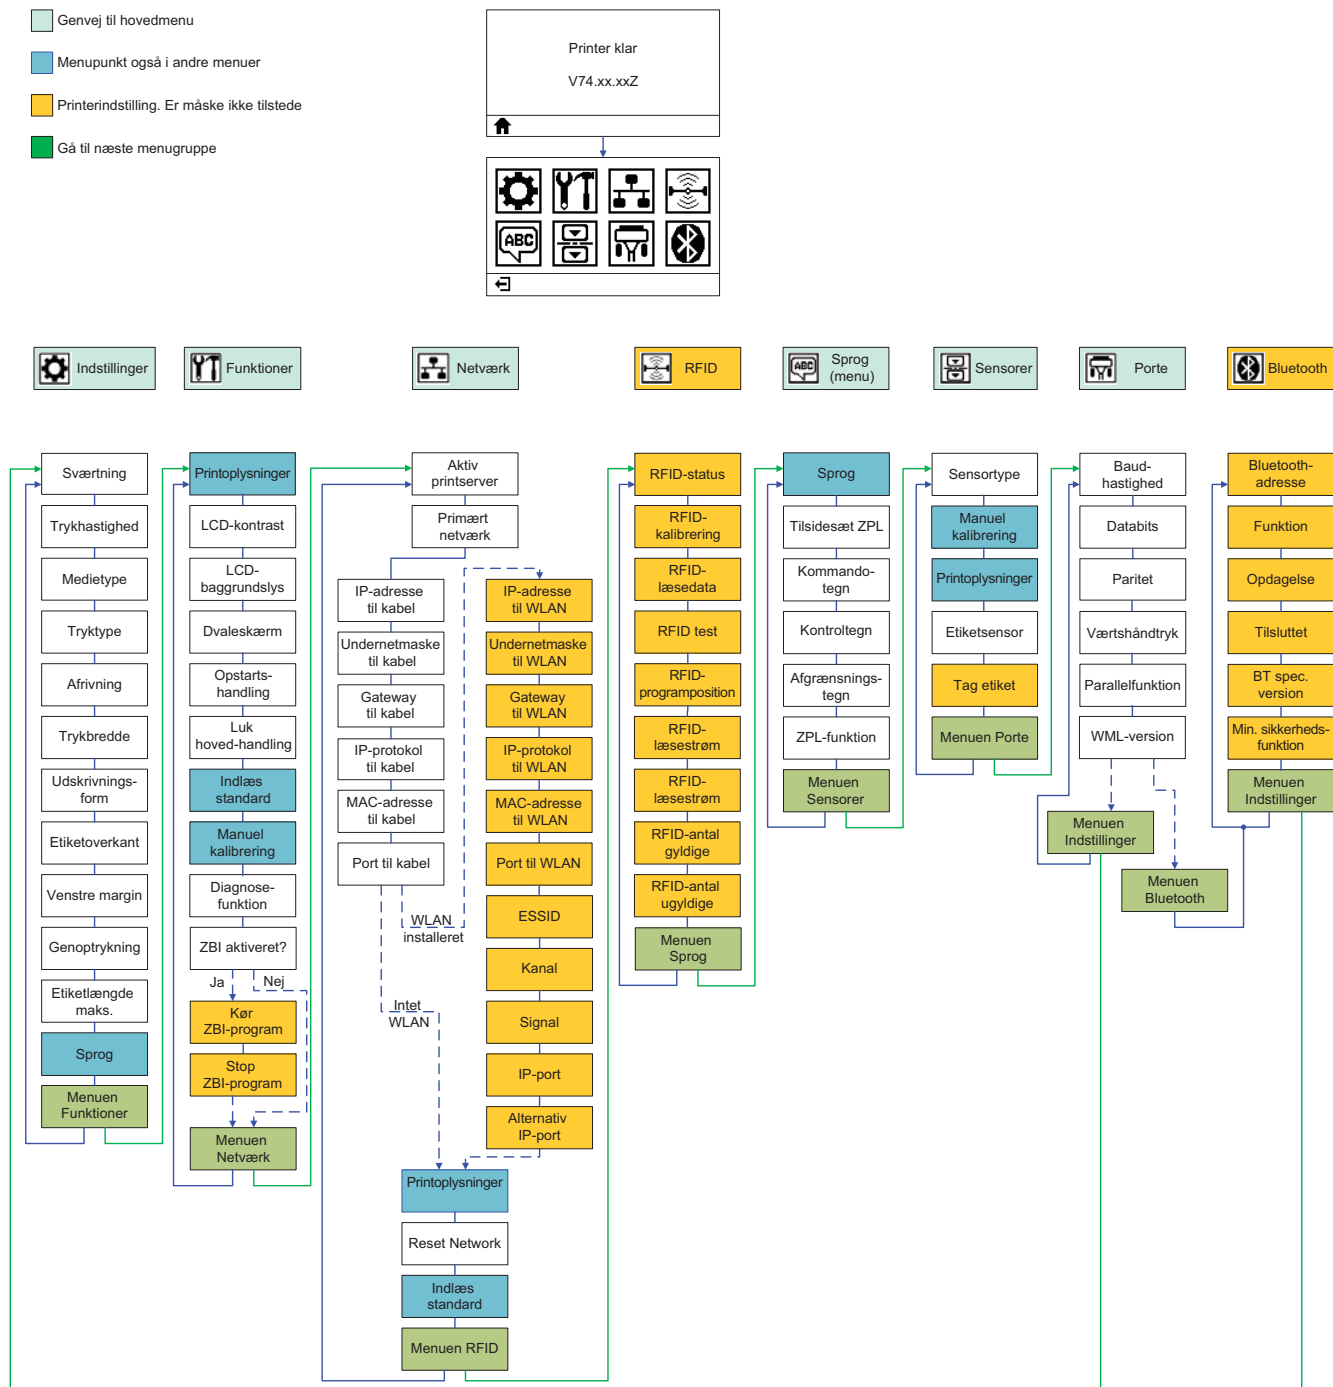 Genvej til hovedmenu
Menupunkt også i andre menuer
Printerindstilling. Er måske ikke tilstede
Gå til næste menugruppe
Printer klar
V74.xx.xxZ
ABC
Indstillinger
Funktioner
Netværk
RFID
ABC
Sprog
(menu)
Sensorer
Porte
Bluetooth
Sværtning
Trykhastighed
Medietype
Tryktype
Afrivning
Trykbredde
Udskrivnings-
form
Etiketoverkant
Venstre margin
Genoptrykning
Etiketlængde
maks.
Sprog
Menuen
Funktioner
Printoplysninger
LCD-kontrast
LCD-
baggrundslys
Dvaleskærm
Opstarts-
handling
Luk
hoved-handling
Indlæs
standard
Manuel
kalibrering
Diagnose-
funktion
ZBI aktiveret?
Ja
Nej
Kør
ZBI-program
Stop
ZBI-program
Menuen
Netværk
Aktiv
printserver
Primært
netværk
IP-adresse
til kabel
Undernetmaske
til kabel
Gateway
til kabel
IP-protokol
til kabel
MAC-adresse
til kabel
Port til kabel
WLAN
installeret
Intet
WLAN
IP-adresse
til WLAN
Undernetmaske
til WLAN
Gateway
til WLAN
IP-protokol
til WLAN
MAC-adresse
til WLAN
Port til WLAN
ESSID
Kanal
Signal
IP-port
Alternativ
IP-port
Printoplysninger
Reset Network
Indlæs
standard
Menuen RFID
RFID-status
RFID-
kalibrering
RFID-
læsedata
RFID test
RFID-
programposition
RFID-
læsestrøm
RFID-
læsestrøm
RFID-antal
gyldige
RFID-antal
ugyldige
Menuen
Sprog
Sprog
Tilsidesæt ZPL
Kommando-
tegn
Kontroltegn
Afgrænsnings-
tegn
ZPL-funktion
Menuen
Sensorer
Sensortype
Manuel
kalibrering
Printoplysninger
Etiketsensor
Tag etiket
Menuen Porte
Baud-
hastighed
Databits
Paritet
Værtshåndtryk
Parallelfunktion
WML-version
Menuen
Indstillinger
Menuen
Bluetooth
Bluetooth-
adresse
Funktion
Opdagelse
Tilsluttet
BT spec.
version
Min. sikkerheds-
funktion
Menuen
Indstillinger